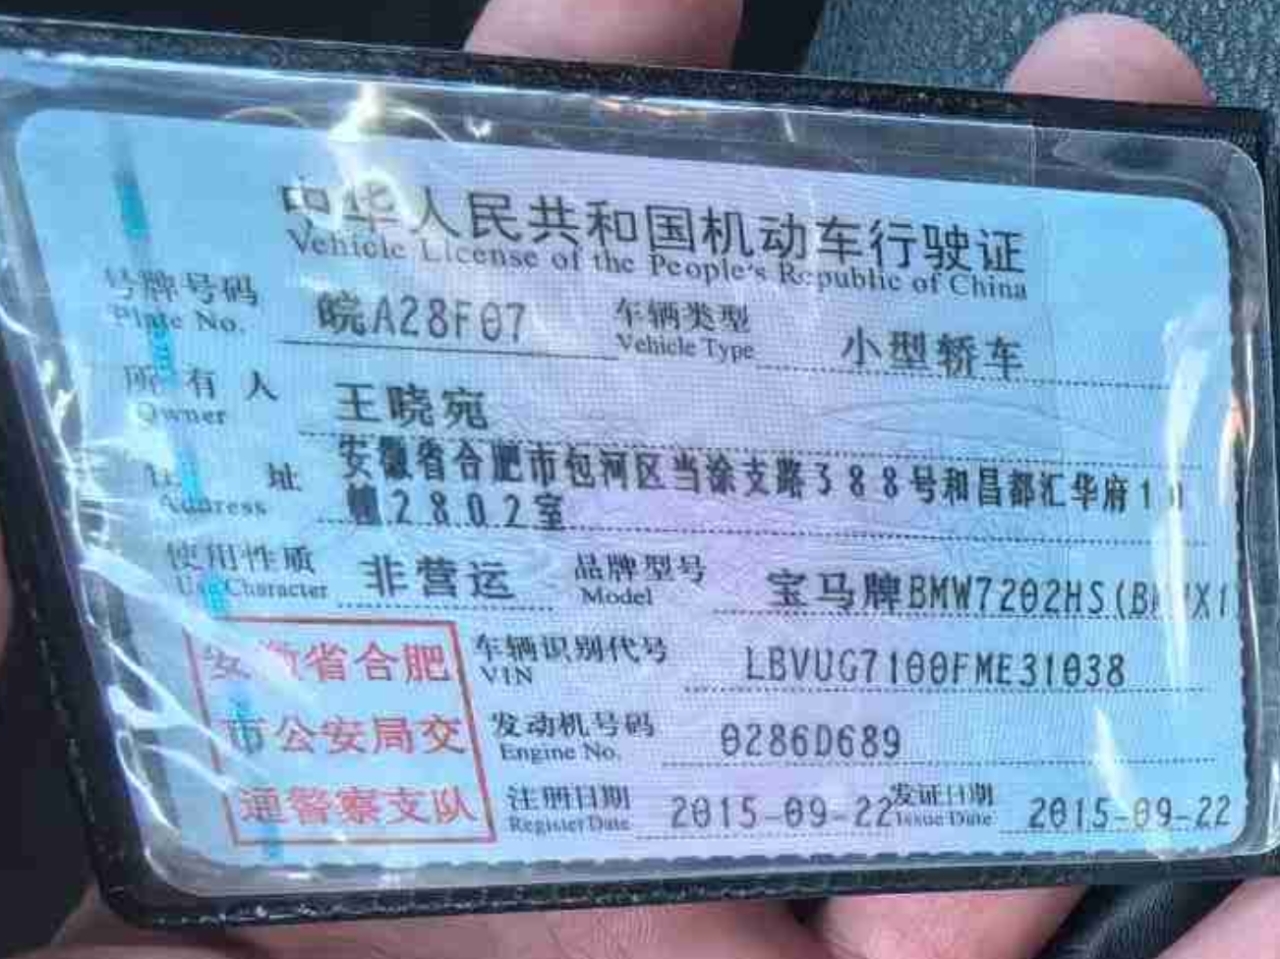 中华人民共和国机动车行驶证
Vehicle License of the People's Republic of China
号牌号码 皖A28F07 车辆类型 小型轿车
Plate No. Vehicle Type
所有人 王晓宛
Owner
住址 安徽省合肥市包河区当涂支路388号和昌都汇华府10
Address 幢2802室
使用性质 非营运 品牌型号 宝马牌BMW7202HS(BMWX1
Use Character Model
安徽省合肥 车辆识别代号 LBVUG7100FME31038
VIN
市公安局交 发动机号码 0286D689
Engine No.
通警察支队 注册日期 2015-09-22 发证日期 2015-09-22
Register Date Issue Date